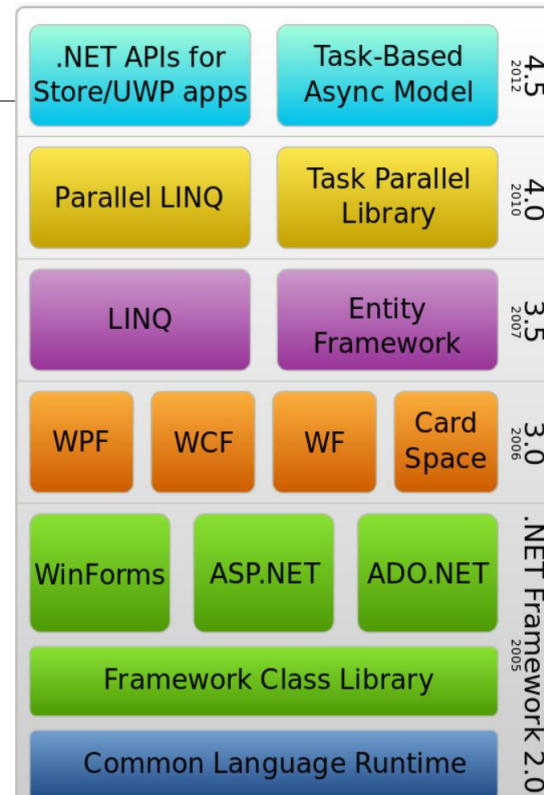 .NET APIs for
Store/UWP apps
Task-Based
Async Model
4.5
2012
Parallel LINQ
Task Parallel
Library
4.0
2010
LINQ
Entity
Framework
3.5
2007
WPF
WCF
WF
Card
Space
3.0
2006
WinForms
ASP.NET
ADO.NET
.NET Framework 2.0
2005
Framework Class Library
Common Language Runtime